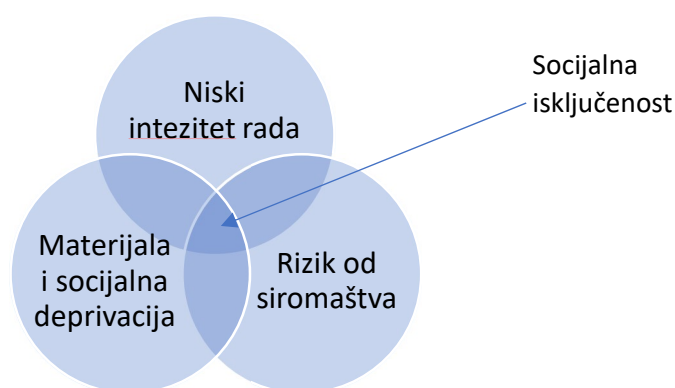 Niski
intezitet rada
Socijalna
isključenost
Materijala
i socijalna
deprivacija
Rizik od
siromaštva